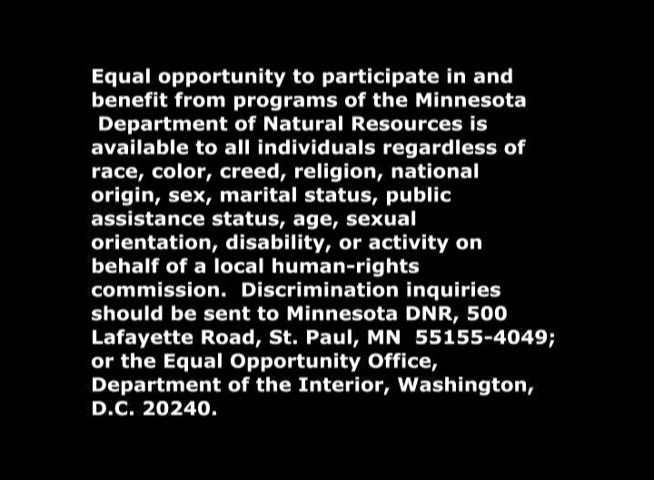 Equal opportunity to participate in and
benefit from programs of the Minnesota
Department of Natural Resources is
available to all individuals regardless of
race, color, creed, religion, national
origin, sex, marital status, public
assistance status, age, sexual
orientation, disability, or activity on
behalf of a local human-rights
commission.  Discrimination inquiries
should be sent to Minnesota DNR, 500
Lafayette Road, St. Paul, MN  55155-4049;
or the Equal Opportunity Office,
Department of the Interior, Washington,
D.C. 20240.